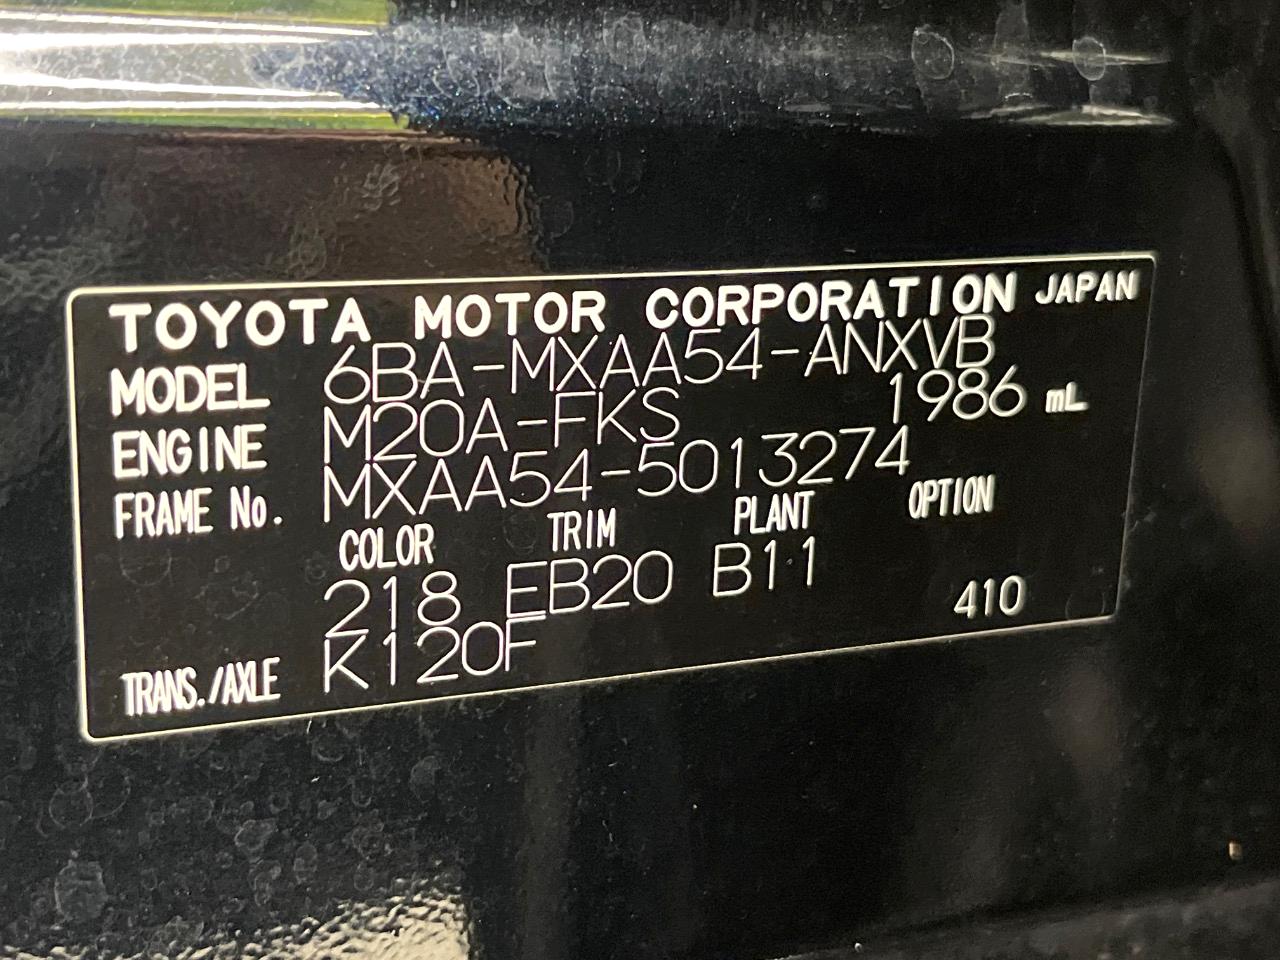 TOYOTA MOTOR CORPORATION JAPAN
MODEL 6BA-MXAA54-ANXVB
ENGINE M20A-FKS 1986 mL
FRAME No. MXAA54-5013274
COLOR TRIM PLANT OPTION
218 EB20 B11
410
TRANS./AXLE K120F